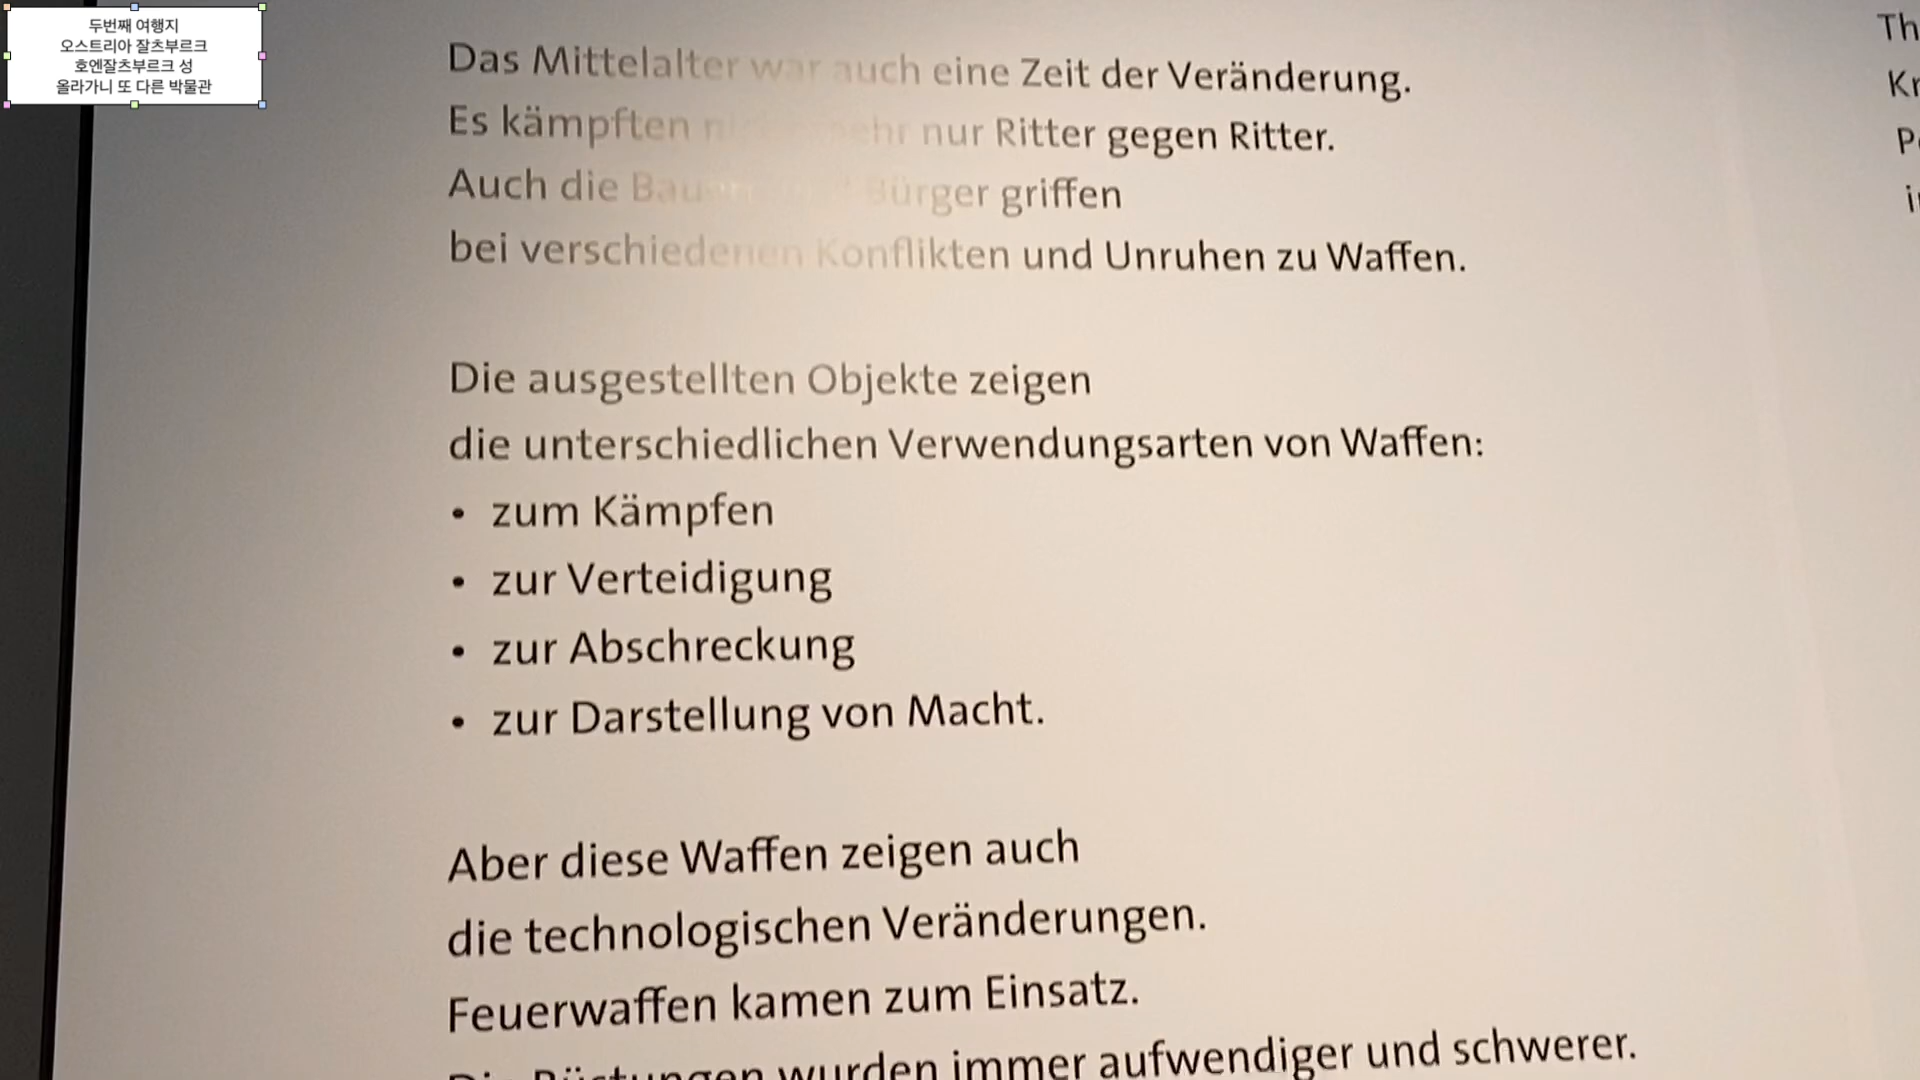 두번째 여행지
오스트리아 잘츠부르크
호엔잘츠부르크 성
올라가니 또 다른 박물관
Das Mittelalter war auch eine Zeit der Veränderung.
Es kämpften nicht mehr nur Ritter gegen Ritter.
Auch die Bauern und Bürger griffen
bei verschiedenen Konflikten und Unruhen zu Waffen.
Die ausgestellten Objekte zeigen
die unterschiedlichen Verwendungsarten von Waffen:
• zum Kämpfen
• zur Verteidigung
• zur Abschreckung
• zur Darstellung von Macht.
Aber diese Waffen zeigen auch
die technologischen Veränderungen.
Feuerwaffen kamen zum Einsatz.
Die Rüstungen wurden immer aufwendiger und schwerer.